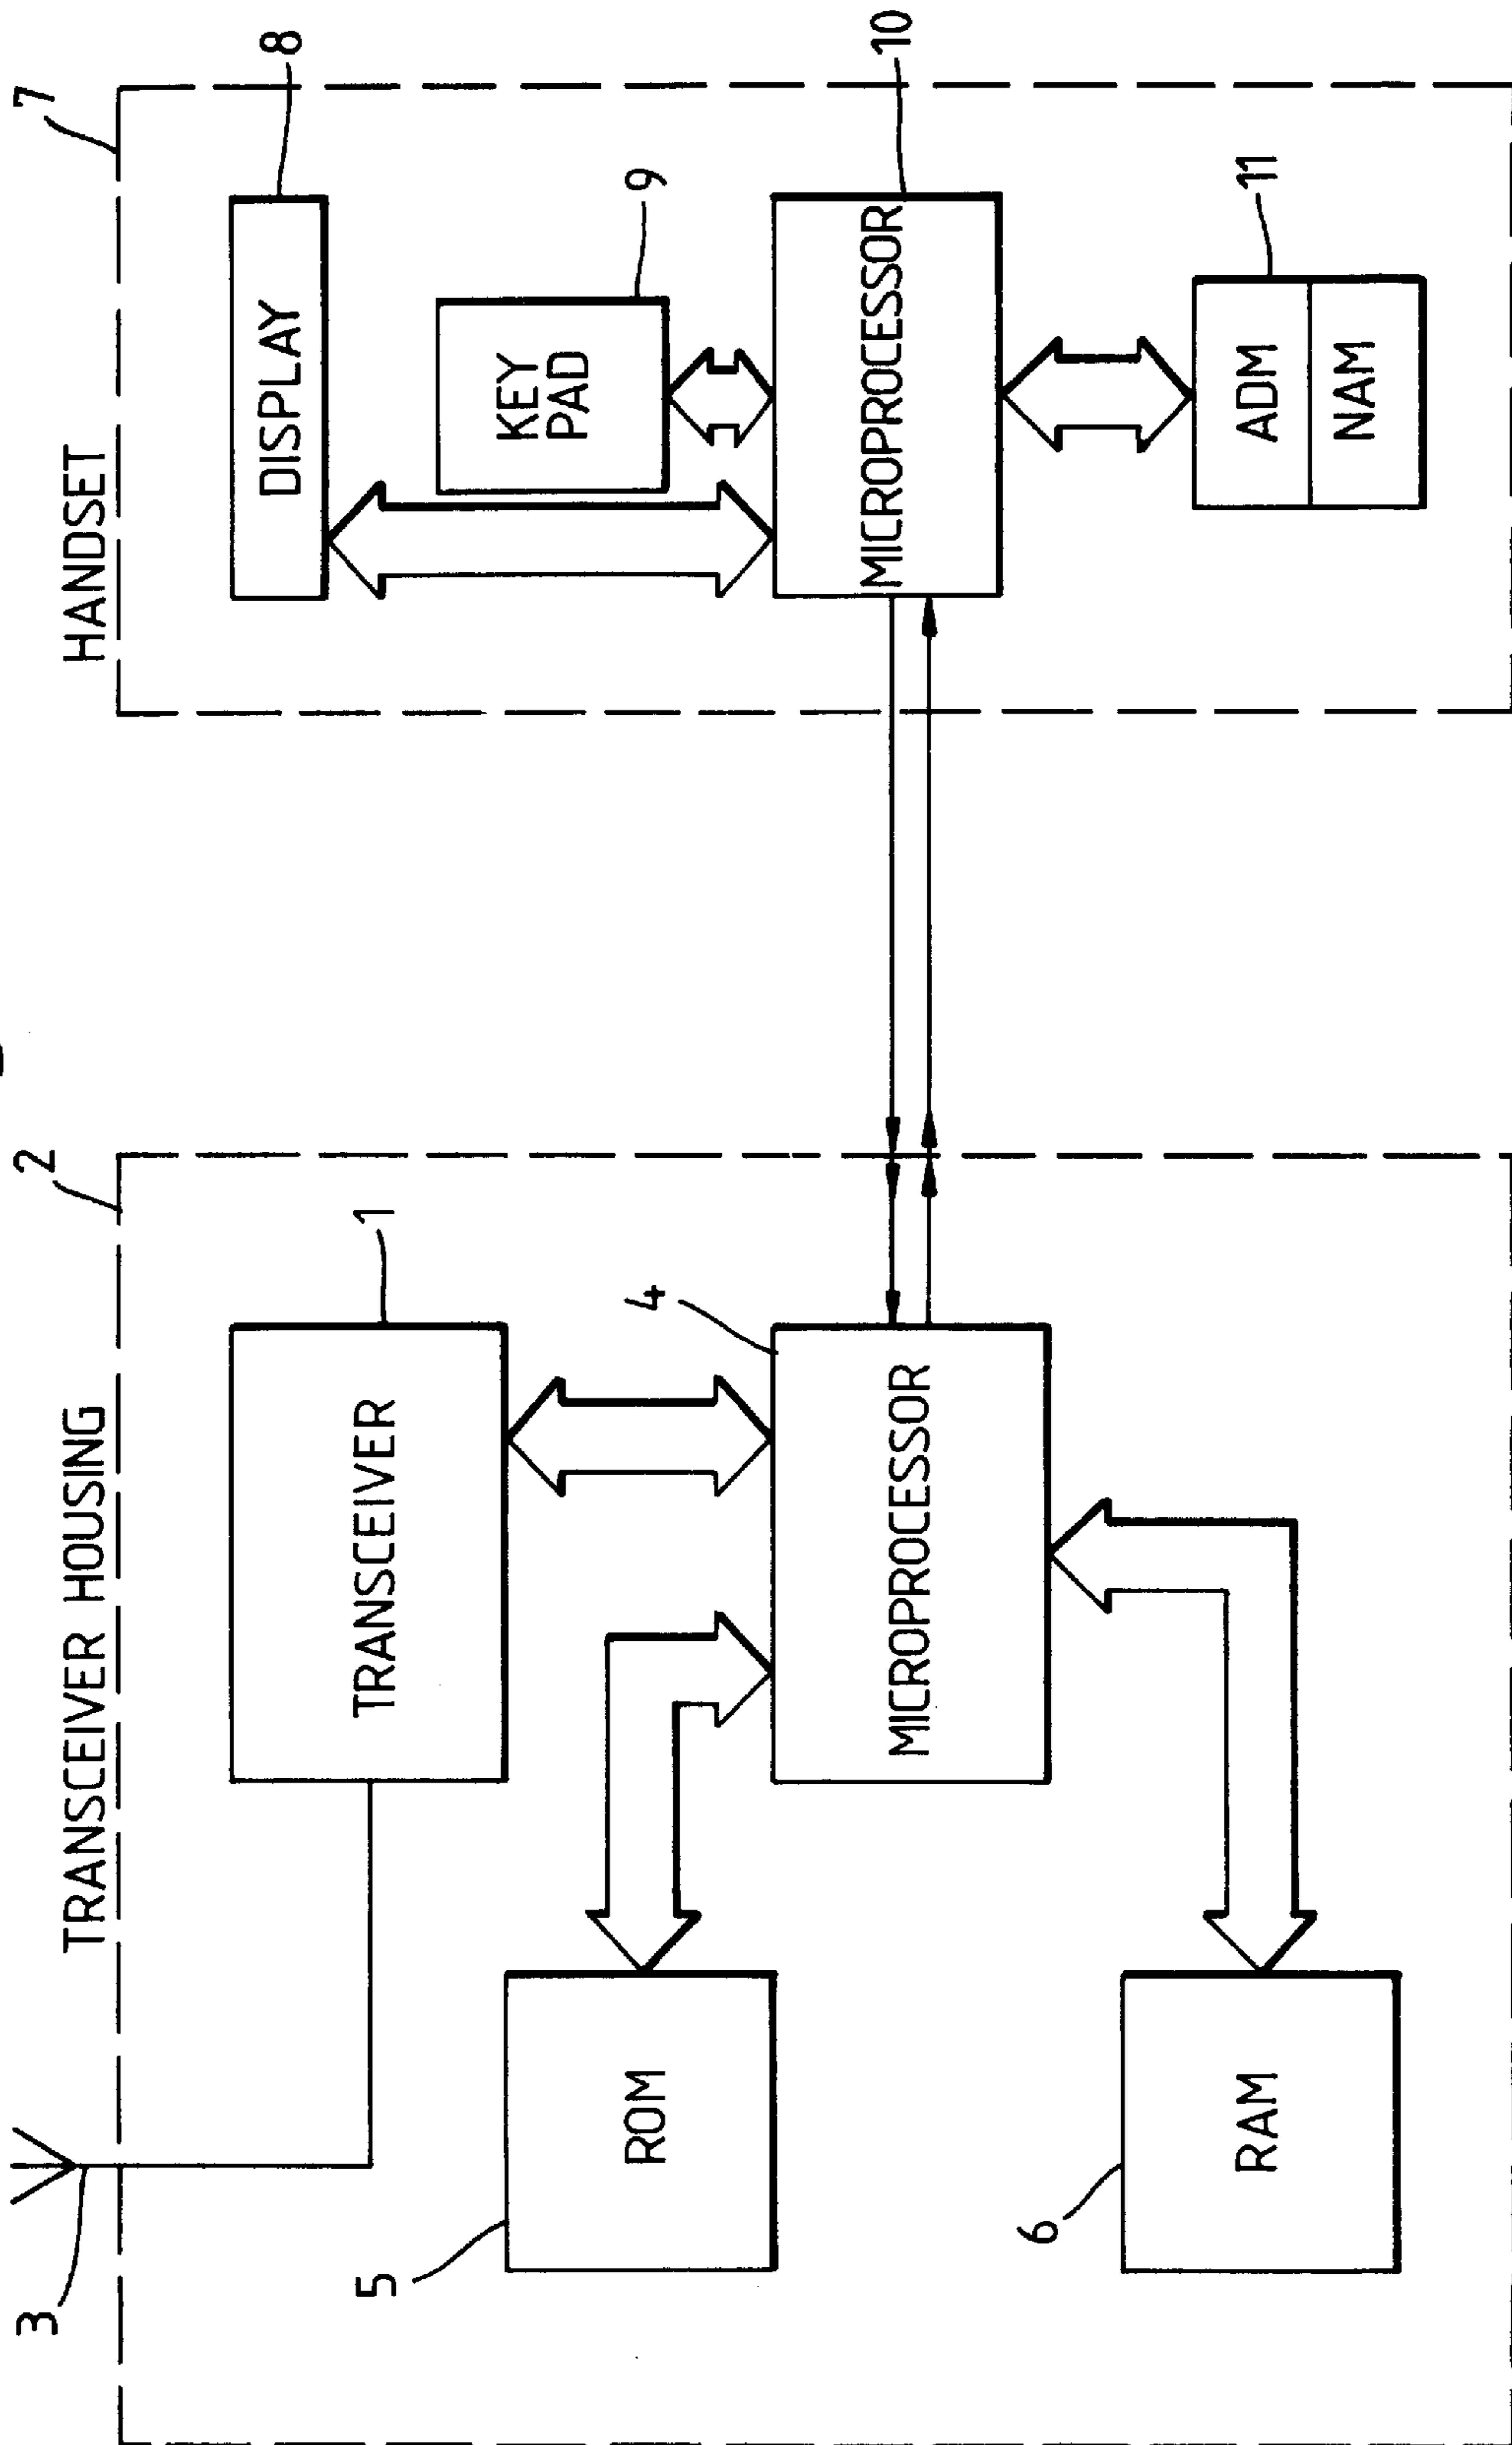 TRANSCEIVER HOUSING
HANDSET
3
2
7
TRANSCEIVER
1
DISPLAY
8
5
ROM
4
MICROPROCESSOR
KEY
PAD
9
MICROPROCESSOR
10
6
RAM
ADM
NAM
11